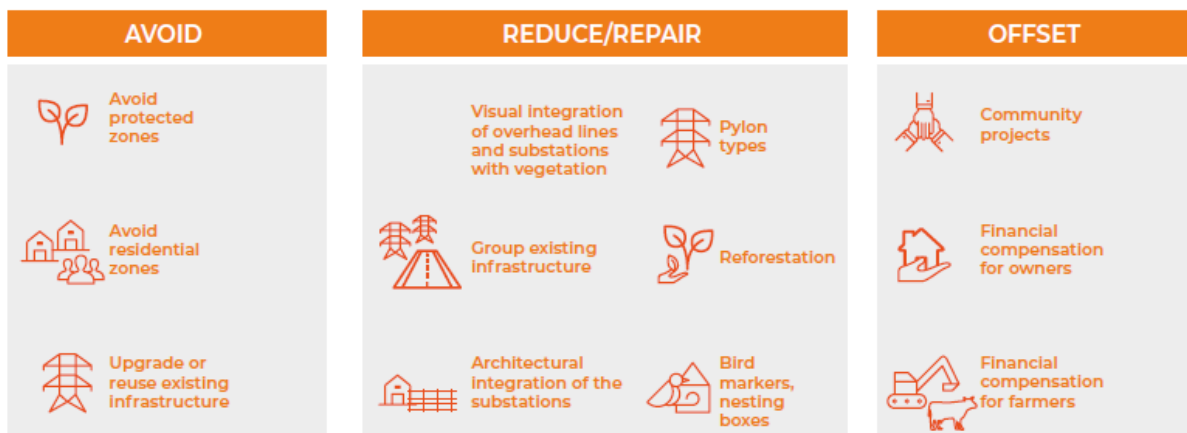 AVOID
Avoid
protected
zones
Avoid
residential
zones
Upgrade or
reuse existing
infrastructure
REDUCE/REPAIR
Visual integration
of overhead lines
and substations
with vegetation
Pylon
types
Group existing
infrastructure
Reforestation
Architectural
integration of the
substations
Bird
markers,
nesting
boxes
OFFSET
Community
projects
Financial
compensation
for owners
Financial
compensation
for farmers